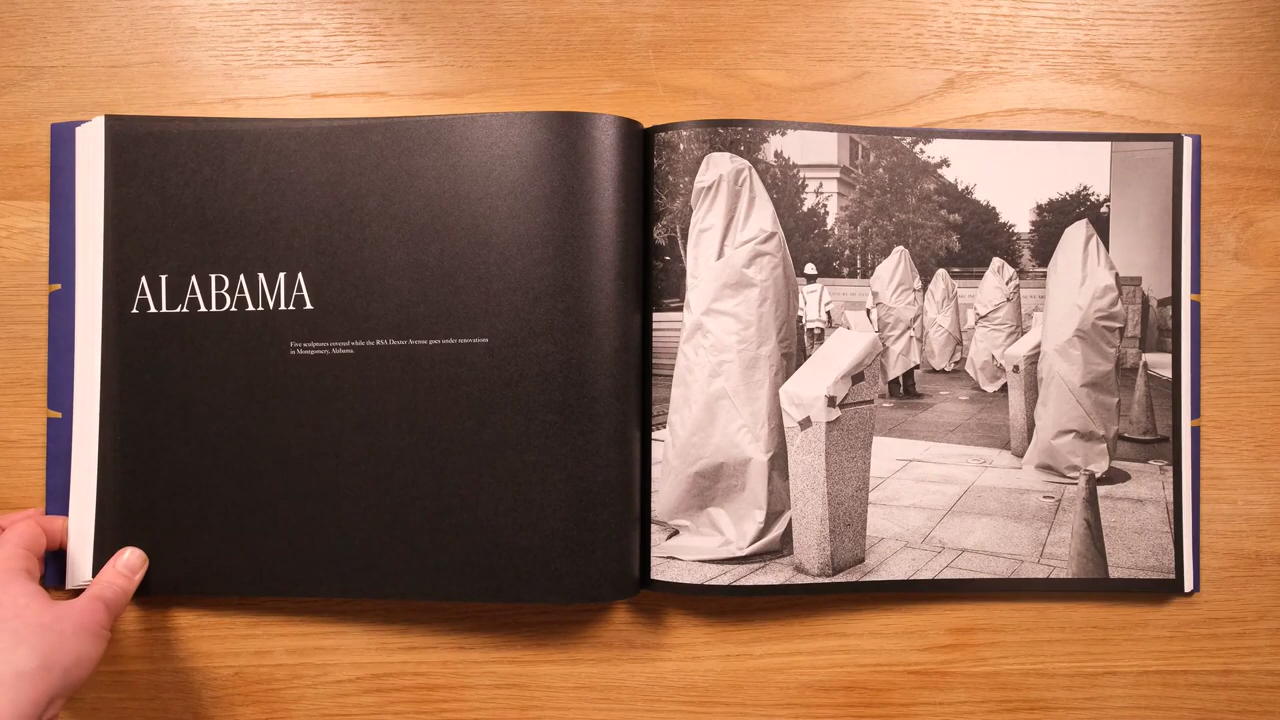 ALABAMA
Five sculptures covered while the RSA Dexter Avenue goes under renovations
in Montgomery, Alabama.